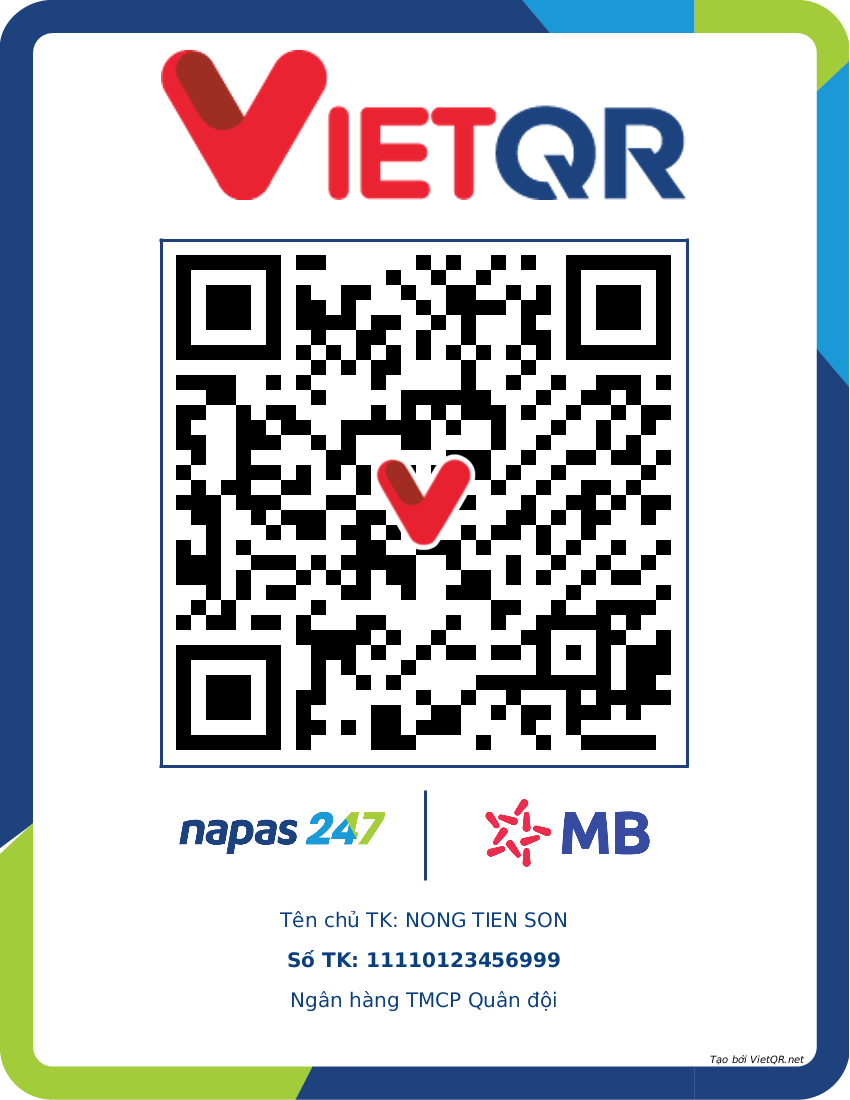 VIETQR
napas 247
MB
Tên chủ TK: NONG TIEN SON
Số TK: 11110123456999
Ngân hàng TMCP Quân đội
Tạo bởi VietQR.net